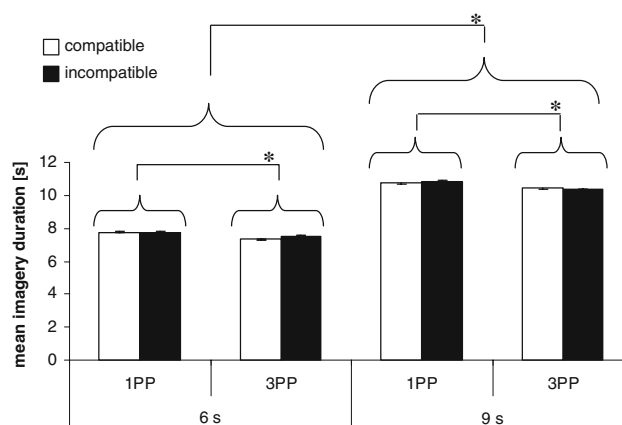 *
compatible
incompatible
*
*
mean imagery duration [s]
12
10
8
6
4
2
0
1PP 3PP 1PP 3PP
6 s 9 s